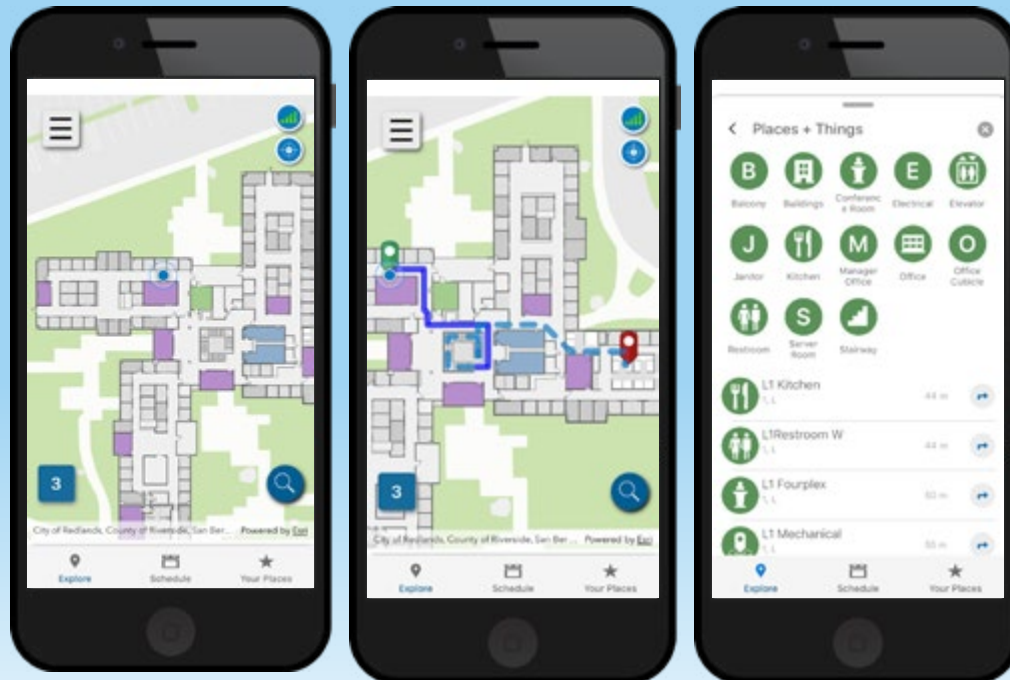 3
City of Redlands, County of Riverside, San Ber... Powered by Esri
Explore Schedule Your Places
3
City of Redlands, County of Riverside, San Ber ... Powered by Esri
Explore Schedule Your Places
Places + Things
B E
Balcony Buildings Conferenc Electrical Elevator
e Room
J M O
Janitor Kitchen Manager Office Office
Office Cubicle
S
Restroom Server Stairway
Room
L1 Kitchen
44 m
L1Restroom W
44 m
L1 Fourplex
50 m
L1 Mechanical
Explore Schedule Your Places